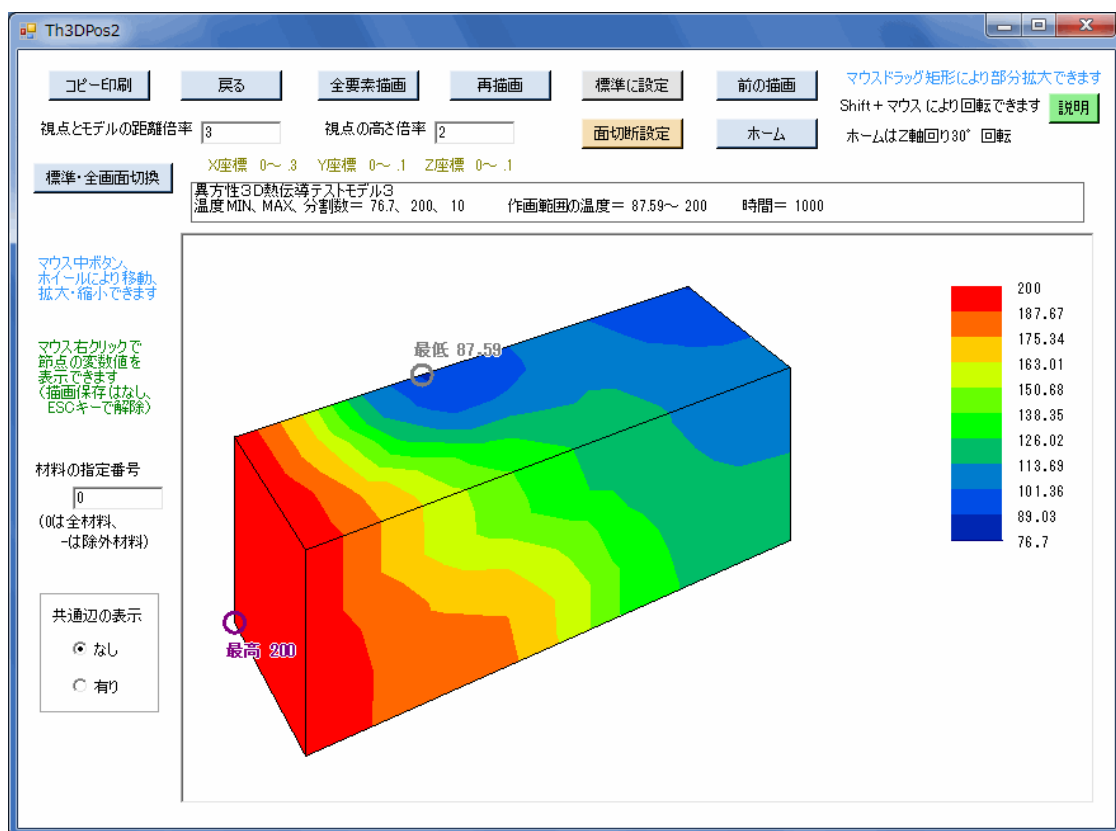 Th3DPos2
コピー印刷
戻る
全要素描画
再描画
標準に設定
前の描画
マウスドラッグ矩形により部分拡大できます
Shift+マウスにより回転できます
説明
視点とモデルの距離倍率
3
視点の高さ倍率
2
面切断設定
ホーム
ホームはZ軸回り30° 回転
標準・全画面切換
X座標 0~ .3 Y座標 0~ .1 Z座標 0~ .1
異方性3D熱伝導テストモデル3
温度MIN、MAX、分割数= 76.7、 200、 10 作画範囲の温度= 87.59~ 200 時間= 1000
マウス中ボタン、
ホイールにより移動、
拡大・縮小できます
マウス右クリックで
節点の変数値を
表示できます
(描画保存はなし、
ESCキーで解除)
材料の指定番号
0
(0は全材料、
-は除外材料)
共通辺の表示
なし
有り
最低 87.59
最高 200
200
187.67
175.34
163.01
150.68
138.35
126.02
113.69
101.36
89.03
76.7